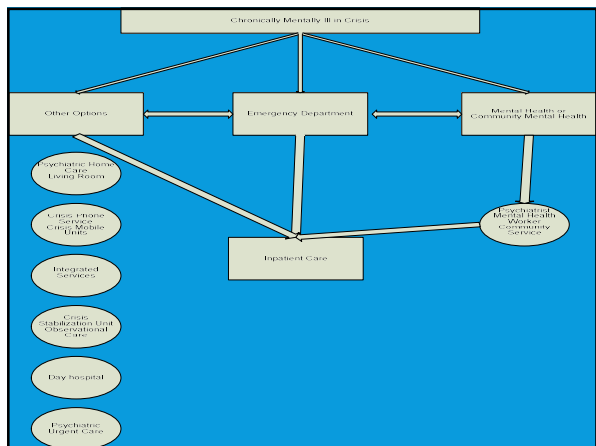 Chronically Mentally Ill in Crisis
Other Options
Emergency Department
Mental Health or
Community Mental Health
Psychiatric Home
Care
Living Room
Crisis Phone
Service
Crisis Mobile
Units
Psychiatrist
Mental Health
Worker
Community
Service
Inpatient Care
Integrated
Services
Crisis
Stabilization Unit
Observational
Care
Day hospital
Psychiatric
Urgent Care